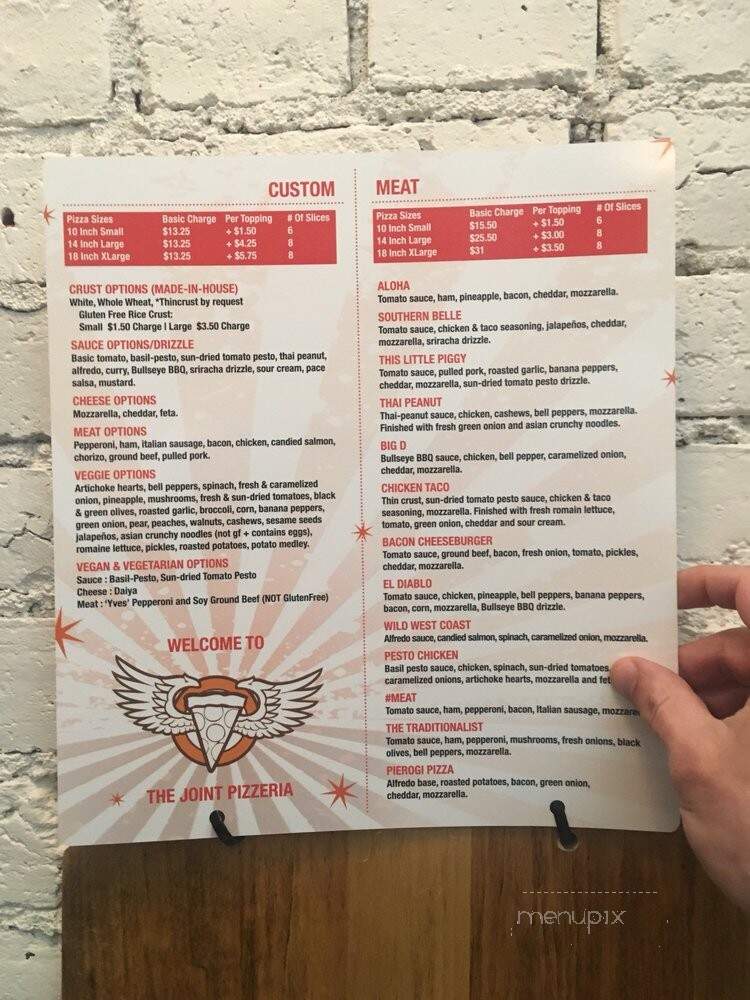 CUSTOM
Pizza Sizes Basic Charge Per Topping # Of Slices
10 Inch Small $13.25 + $1.50 6
14 Inch Large $13.25 + $4.25 8
18 Inch XLarge $13.25 + $5.75 8
CRUST OPTIONS (MADE-IN-HOUSE)
White, Whole Wheat, *Thincrust by request
Gluten Free Rice Crust:
Small $1.50 Charge | Large $3.50 Charge
SAUCE OPTIONS/DRIZZLE
Basic tomato, basil-pesto, sun-dried tomato pesto, thai peanut,
alfredo, curry, Bullseye BBQ, sriracha drizzle, sour cream, pace
salsa, mustard.
CHEESE OPTIONS
Mozzarella, cheddar, feta.
MEAT OPTIONS
Pepperoni, ham, italian sausage, bacon, chicken, candied salmon,
chorizo, ground beef, pulled pork.
VEGGIE OPTIONS
Artichoke hearts, bell peppers, spinach, fresh & caramelized
onion, pineapple, mushrooms, fresh & sun-dried tomatoes, black
& green olives, roasted garlic, broccoli, corn, banana peppers,
green onion, pear, peaches, walnuts, cashews, sesame seeds
jalapeños, asian crunchy noodles (not gf + contains eggs),
romaine lettuce, pickles, roasted potatoes, potato medley.
VEGAN & VEGETARIAN OPTIONS
Sauce : Basil-Pesto, Sun-dried Tomato Pesto
Cheese : Daiya
Meat : 'Yves' Pepperoni and Soy Ground Beef (NOT GlutenFree)
WELCOME TO
THE JOINT PIZZERIA
MEAT
Pizza Sizes Basic Charge Per Topping # Of Slices
10 Inch Small $15.50 + $1.50 6
14 Inch Large $25.50 + $3.00 8
18 Inch XLarge $31 + $3.50 8
ALOHA
Tomato sauce, ham, pineapple, bacon, cheddar, mozzarella.
SOUTHERN BELLE
Tomato sauce, chicken & taco seasoning, jalapeños, cheddar,
mozzarella, sriracha drizzle.
THIS LITTLE PIGGY
Tomato sauce, pulled pork, roasted garlic, banana peppers,
cheddar, mozzarella, sun-dried tomato pesto drizzle.
THAI PEANUT
Thai-peanut sauce, chicken, cashews, bell peppers, mozzarella.
Finished with fresh green onion and asian crunchy noodles.
BIG D
Bullseye BBQ sauce, chicken, bell pepper, caramelized onion,
cheddar, mozzarella.
CHICKEN TACO
Thin crust, sun-dried tomato pesto sauce, chicken & taco
seasoning, mozzarella. Finished with fresh romain lettuce,
tomato, green onion, cheddar and sour cream.
BACON CHEESEBURGER
Tomato sauce, ground beef, bacon, fresh onion, tomato, pickles,
cheddar, mozzarella.
EL DIABLO
Tomato sauce, chicken, pineapple, bell peppers, banana peppers,
bacon, corn, mozzarella, Bullseye BBQ drizzle.
WILD WEST COAST
Alfredo sauce, candied salmon, spinach, caramelized onion, mozzarella.
PESTO CHICKEN
Basil pesto sauce, chicken, spinach, sun-dried tomatoes,
caramelized onions, artichoke hearts, mozzarella and fet
#MEAT
Tomato sauce, ham, pepperoni, bacon, Italian sausage, mozzare
THE TRADITIONALIST
Tomato sauce, ham, pepperoni, mushrooms, fresh onions, black
olives, bell peppers, mozzarella.
PIEROGI PIZZA
Alfredo base, roasted potatoes, bacon, green onion,
cheddar, mozzarella.
menupix